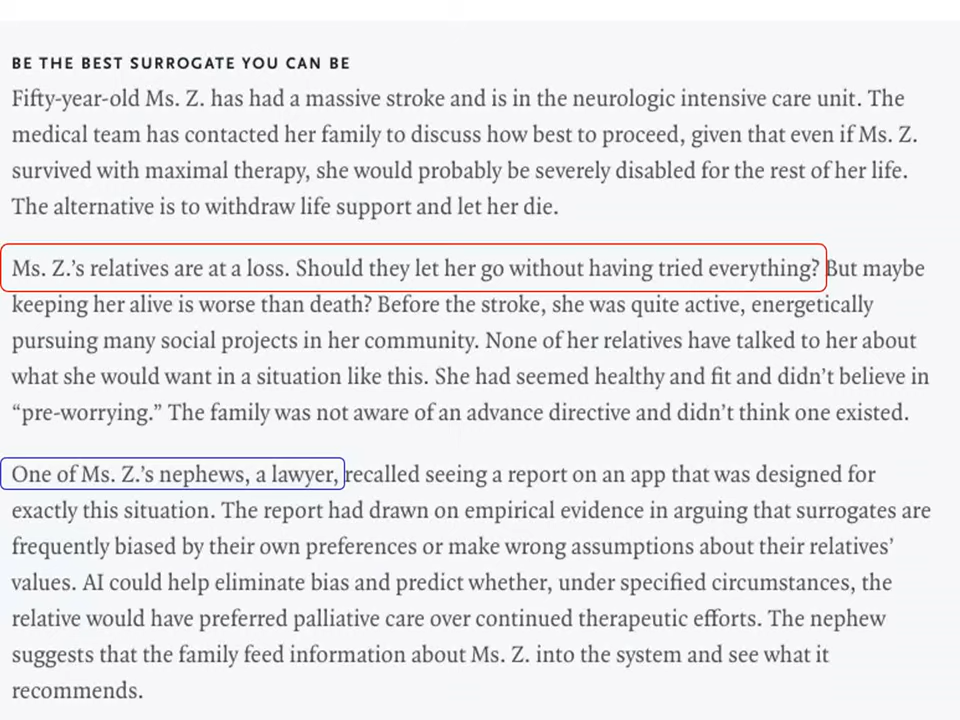 BE THE BEST SURROGATE YOU CAN BE
Fifty-year-old Ms. Z. has had a massive stroke and is in the neurologic intensive care unit. The
medical team has contacted her family to discuss how best to proceed, given that even if Ms. Z.
survived with maximal therapy, she would probably be severely disabled for the rest of her life.
The alternative is to withdraw life support and let her die.
Ms. Z.’s relatives are at a loss. Should they let her go without having tried everything? But maybe
keeping her alive is worse than death? Before the stroke, she was quite active, energetically
pursuing many social projects in her community. None of her relatives have talked to her about
what she would want in a situation like this. She had seemed healthy and fit and didn’t believe in
“pre-worrying.” The family was not aware of an advance directive and didn’t think one existed.
One of Ms. Z.’s nephews, a lawyer, recalled seeing a report on an app that was designed for
exactly this situation. The report had drawn on empirical evidence in arguing that surrogates are
frequently biased by their own preferences or make wrong assumptions about their relatives’
values. AI could help eliminate bias and predict whether, under specified circumstances, the
relative would have preferred palliative care over continued therapeutic efforts. The nephew
suggests that the family feed information about Ms. Z. into the system and see what it
recommends.